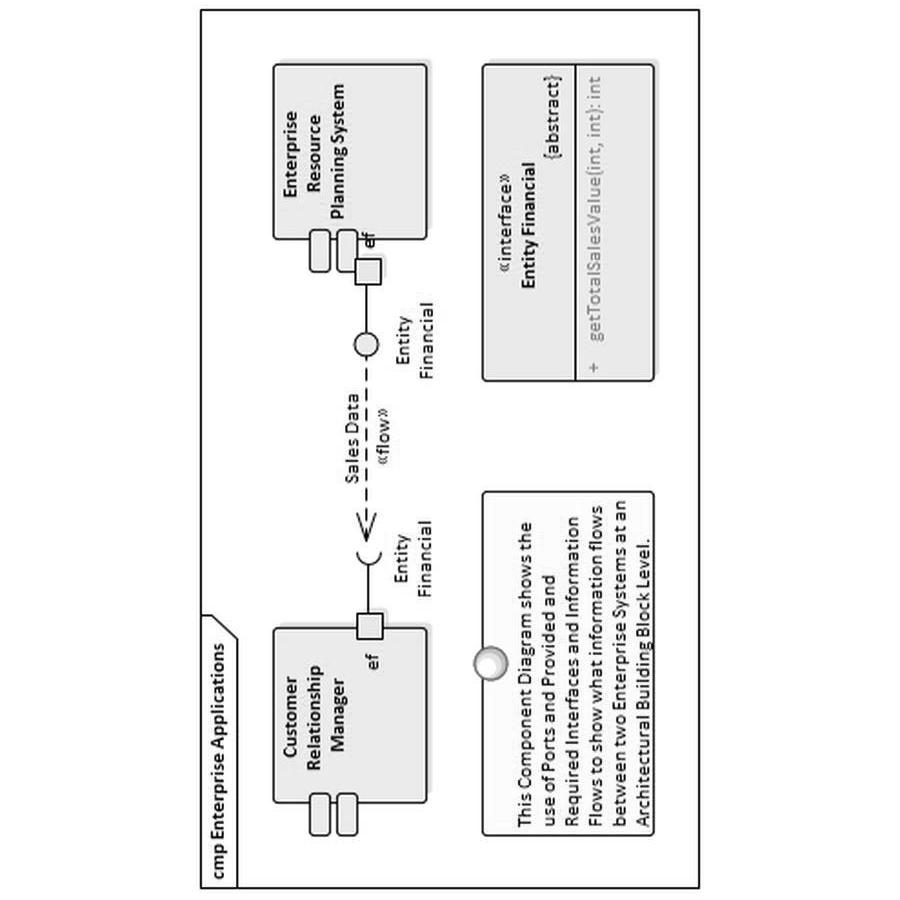 cmp Enterprise Applications
Customer
Relationship
Manager
ef
Entity
Financial
Sales Data
«flow»
Entity
Financial
ef
Enterprise
Resource
Planning System
This Component Diagram shows the
use of Ports and Provided and
Required Interfaces and Information
Flows to show what information flows
between two Enterprise Systems at an
Architectural Building Block Level.
«interface»
Entity Financial
{abstract}
+ getTotalSalesValue(int, int): int